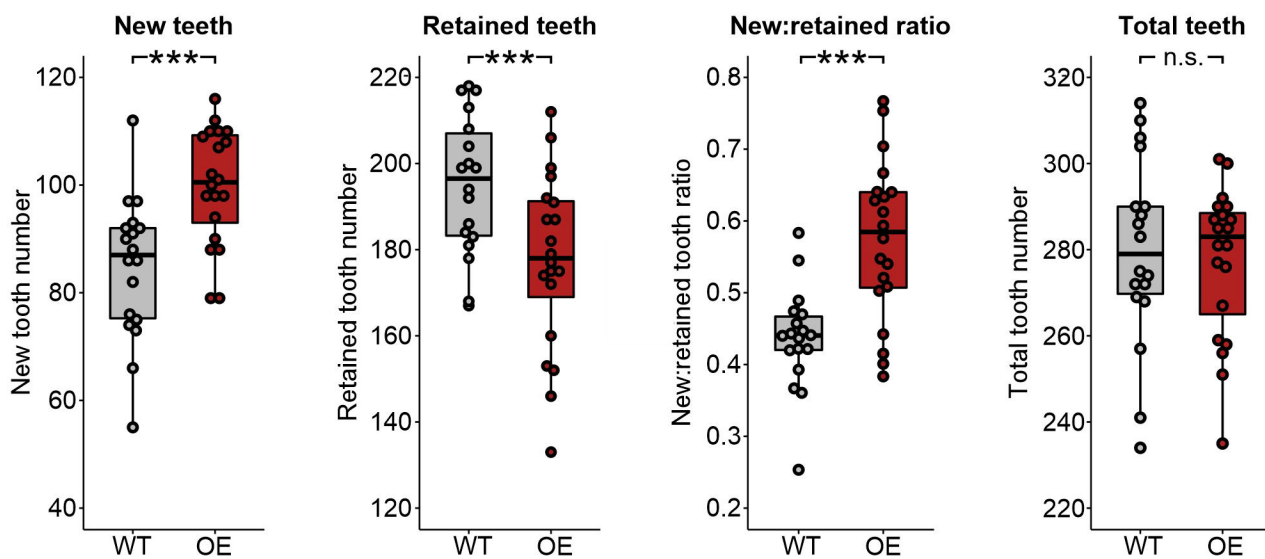 New teeth
***
New tooth number
120
100
80
60
40
WT OE
Retained teeth
***
Retained tooth number
220
200
180
160
140
120
WT OE
New:retained ratio
***
New:retained tooth ratio
0.8
0.7
0.6
0.5
0.4
0.3
0.2
WT OE
Total teeth
n.s.
Total tooth number
320
300
280
260
240
220
WT OE